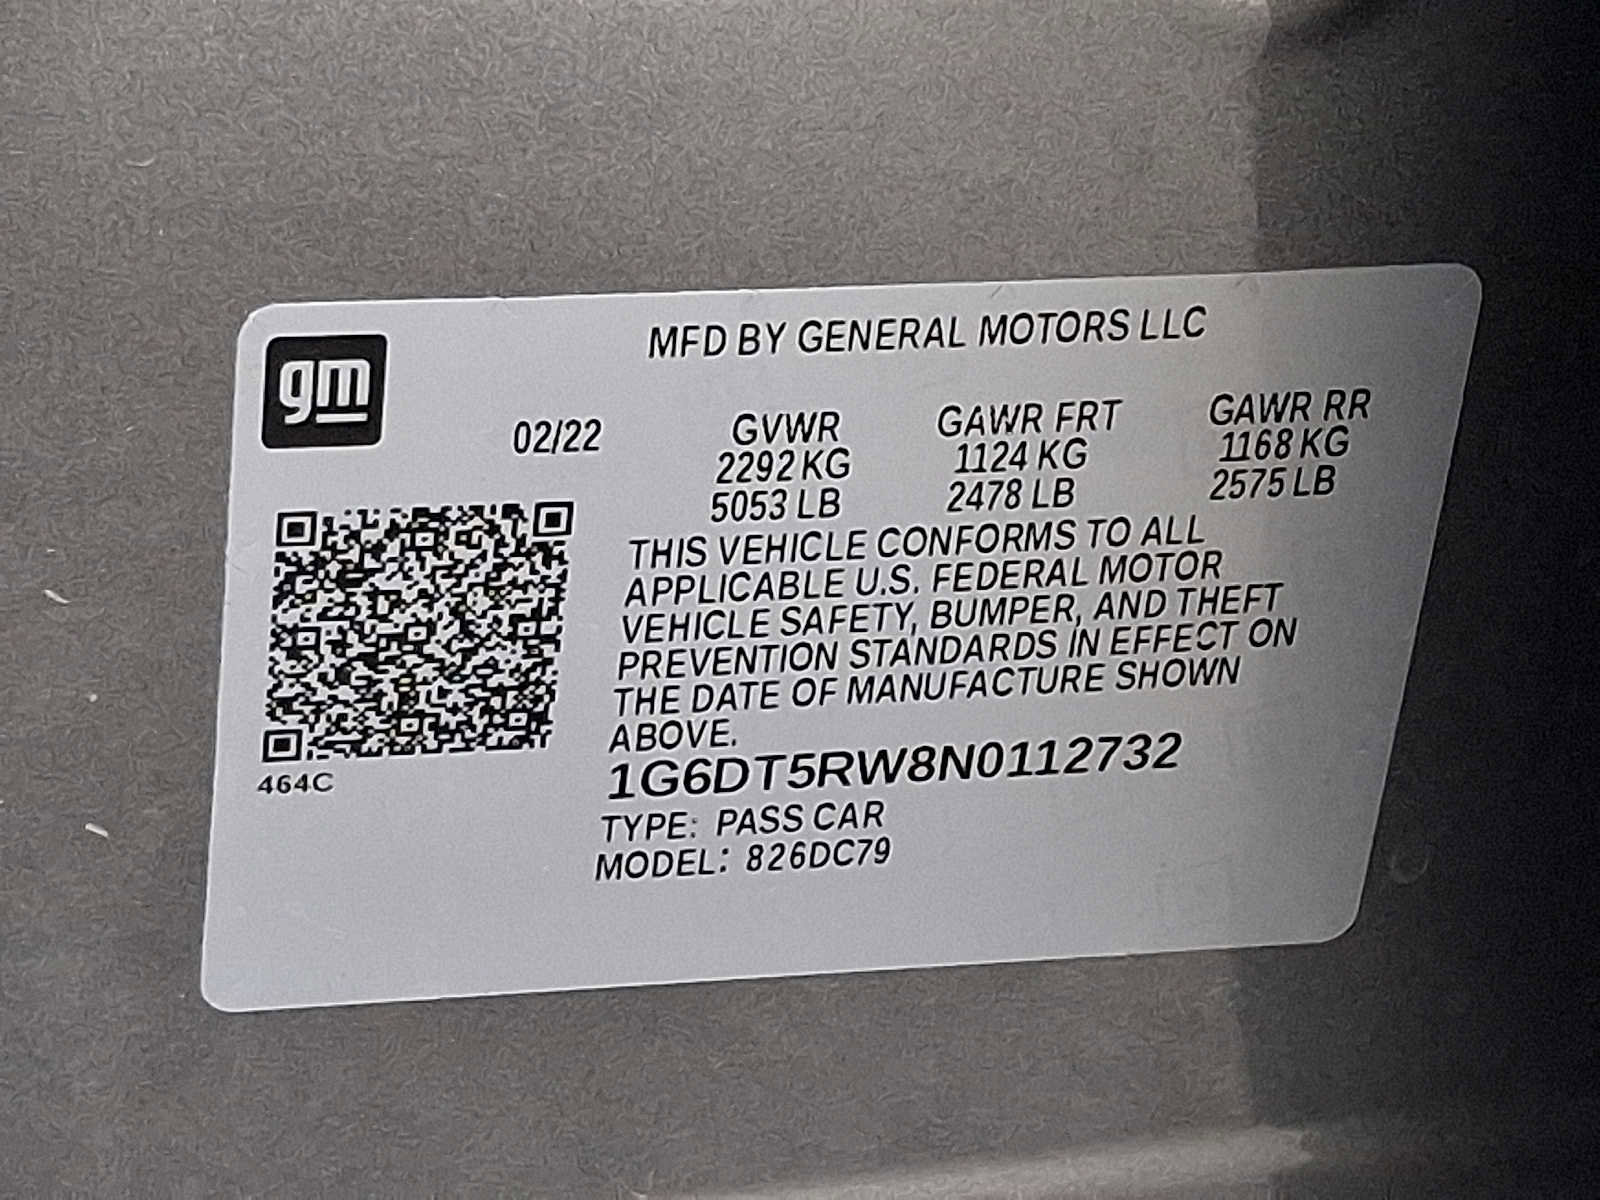 gm
MFD BY GENERAL MOTORS LLC
02/22 GVWR GAWR FRT GAWR RR
2292 KG 1124 KG 1168 KG
5053 LB 2478 LB 2575 LB
THIS VEHICLE CONFORMS TO ALL
APPLICABLE U.S. FEDERAL MOTOR
VEHICLE SAFETY, BUMPER, AND THEFT
PREVENTION STANDARDS IN EFFECT ON
THE DATE OF MANUFACTURE SHOWN
ABOVE.
464C
1G6DT5RW8N0112732
TYPE: PASS CAR
MODEL: 826DC79